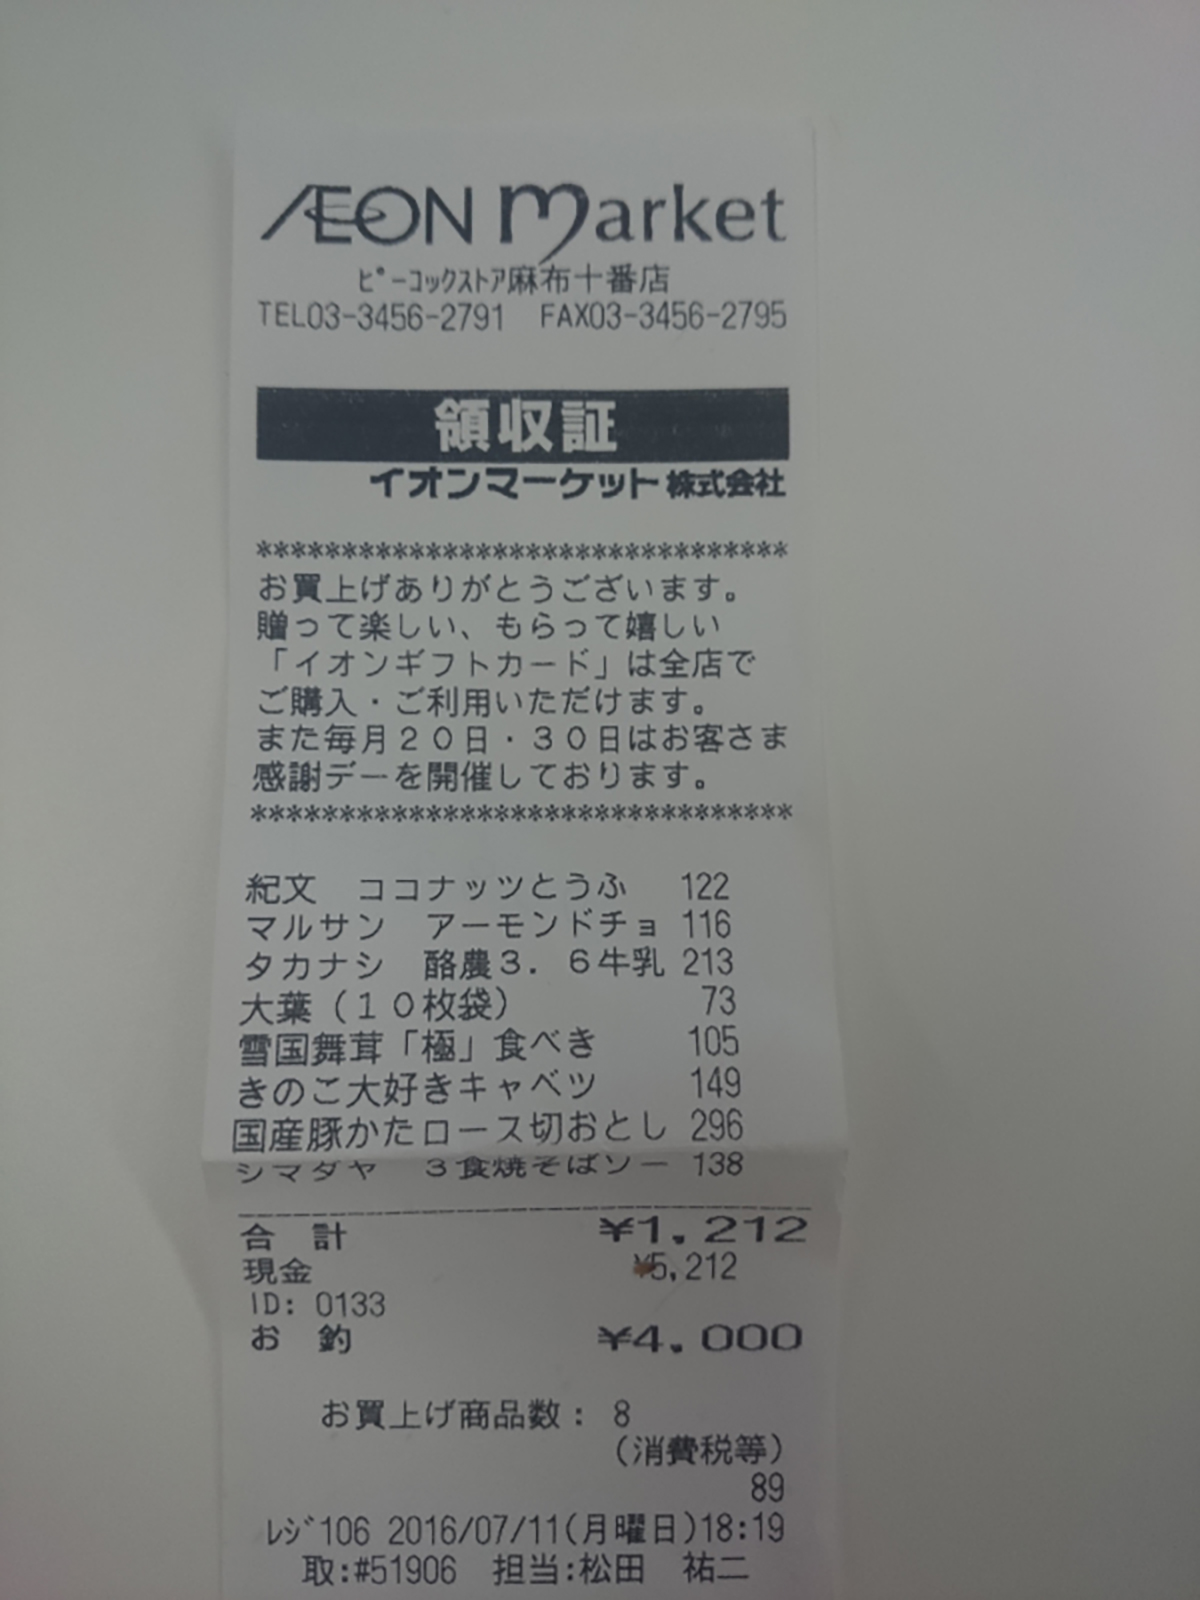 ÆON Market
ピーコックストア麻布十番店
TEL03-3456-2791 FAX03-3456-2795
領収証
イオンマーケット株式会社
********************************
お買上げありがとうございます。
贈って楽しい、もらって嬉しい
「イオンギフトカード」は全店で
ご購入・ご利用いただけます。
また毎月20日・30日はお客さま
感謝デーを開催しております。
********************************
紀文 ココナッツとうふ 122
マルサン アーモンドチョ 116
タカナシ 酪農3.6牛乳 213
大葉(10枚袋) 73
雪国舞茸「極」食べき 105
きのこ大好きキャベツ 149
国産豚かたロース切おとし 296
シマダヤ 3食焼そばソー 138
合 計 ¥1,212
現金 ¥5,212
ID: 0133
お 釣 ¥4,000
お買上げ商品数: 8
(消費税等)
89
レジ106 2016/07/11(月曜日)18:19
取:#51906 担当:松田 祐二